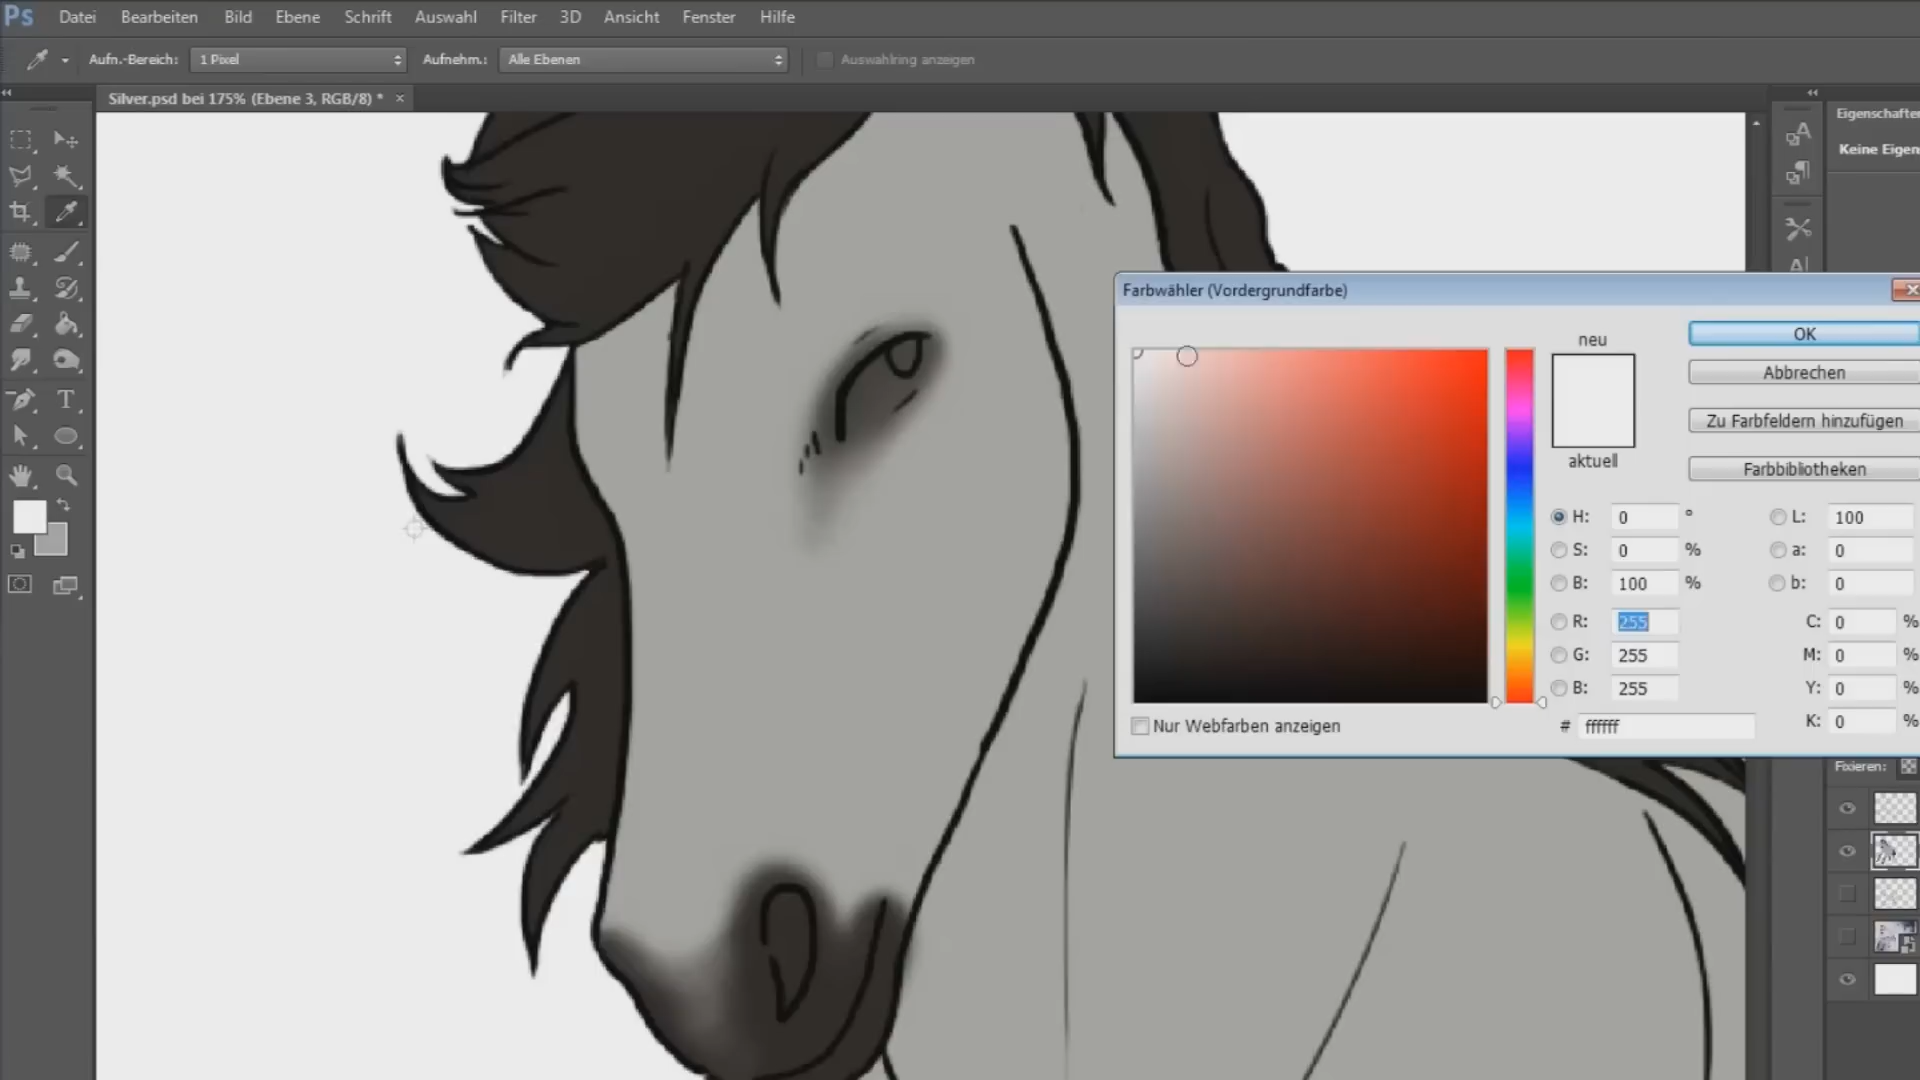 Ps Datei Bearbeiten Bild Ebene Schrift Auswahl Filter 3D Ansicht Fenster Hilfe
Aufn.-Bereich: 1 Pixel Aufnehm.: Alle Ebenen Auswahlring anzeigen
Silver.psd bei 175% (Ebene 3, RGB/8) * ×
Eigenschaften
Keine Eigen
Farbwähler (Vordergrundfarbe)
neu
aktuell
OK
Abbrechen
Zu Farbfeldern hinzufügen
Farbbibliotheken
H: 0 °
S: 0 %
B: 100 %
R: 255
G: 255
B: 255
# ffffff
L: 100
a: 0
b: 0
C: 0 %
M: 0 %
Y: 0 %
K: 0 %
Nur Webfarben anzeigen
Fixieren: